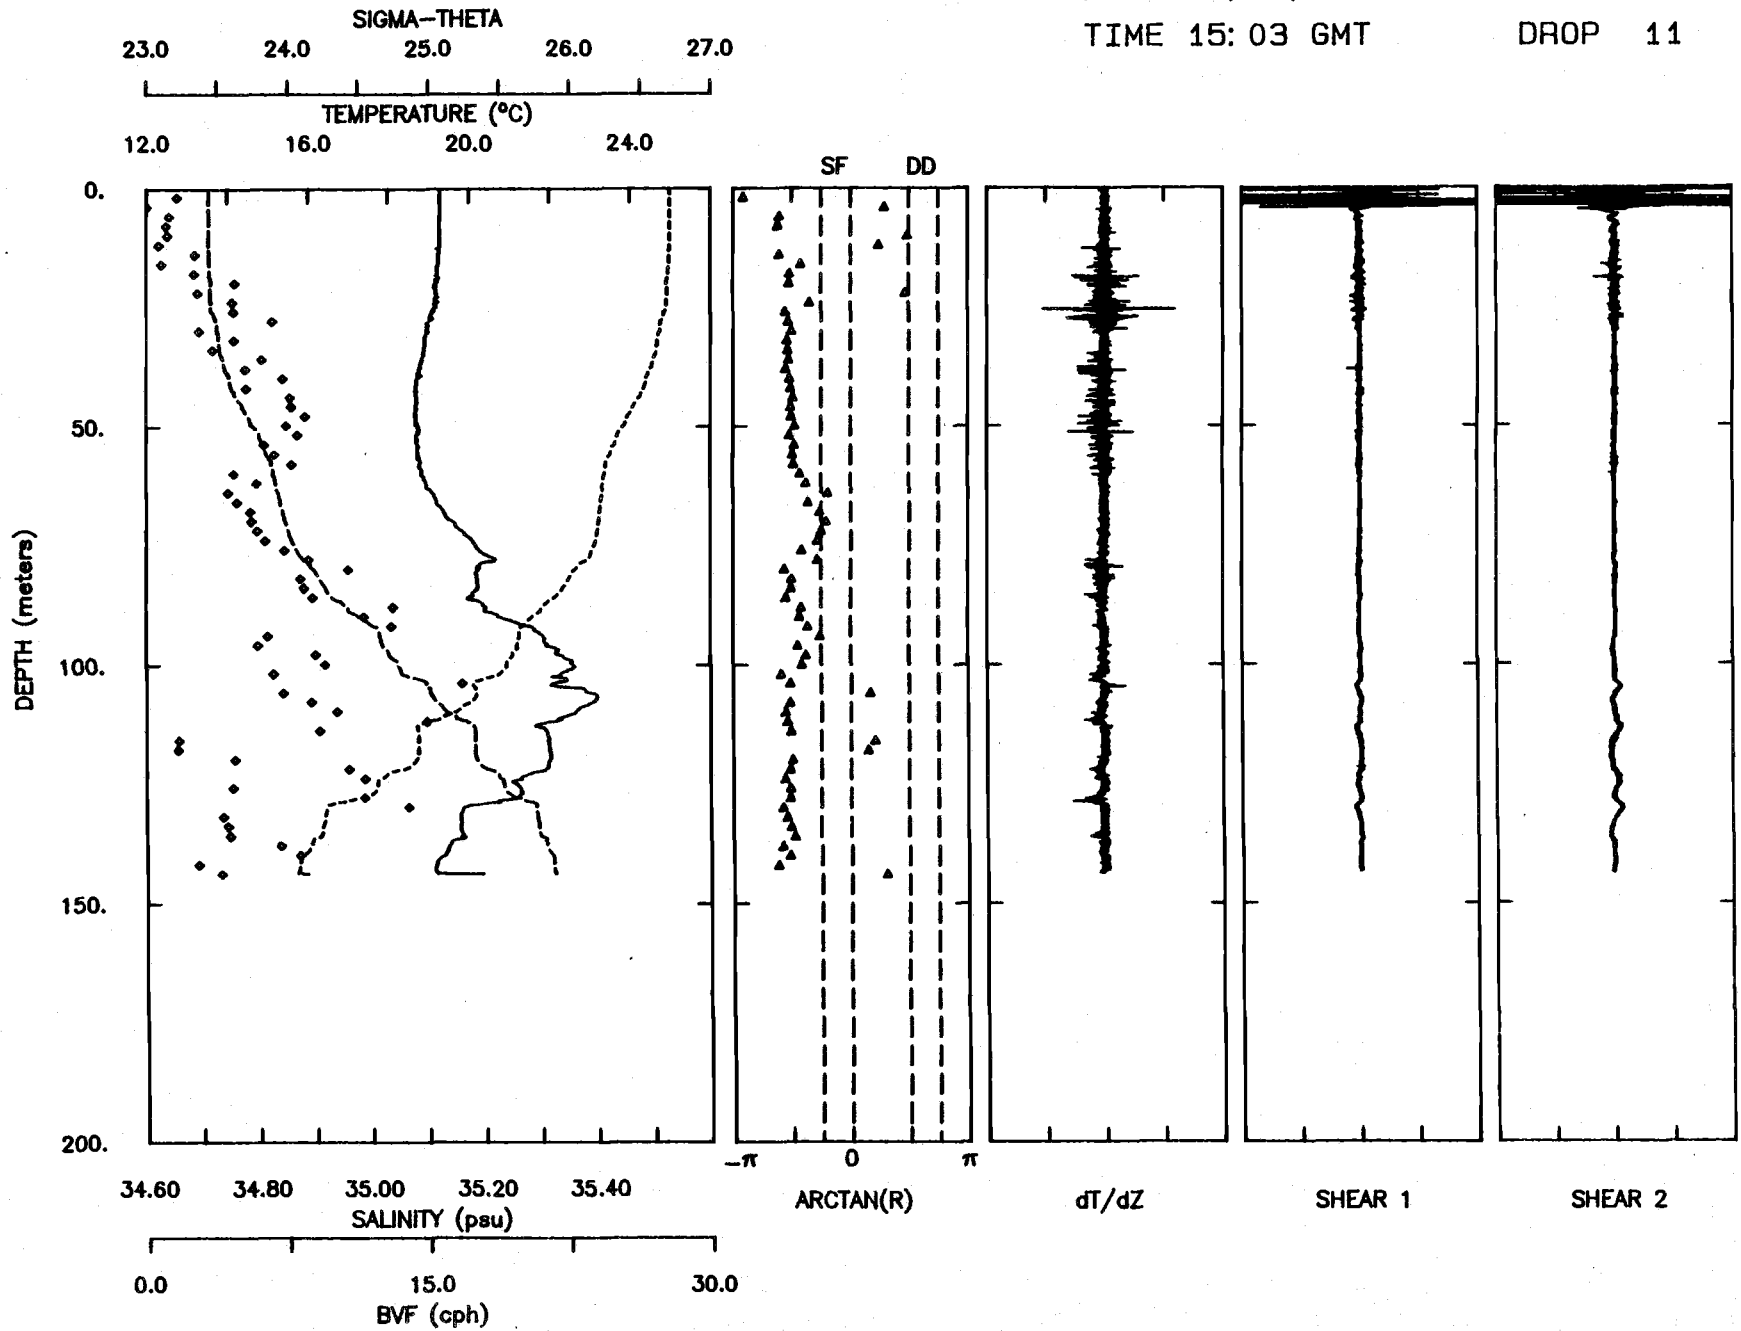 SIGMA-THETA
23.0 24.0 25.0 26.0 27.0
TIME 15:03 GMT DROP 11
TEMPERATURE (°C)
12.0 16.0 20.0 24.0
SF DD
0.
50.
100.
150.
200.
DEPTH (meters)
-π 0 π
34.60 34.80 35.00 35.20 35.40
SALINITY (psu)
ARCTAN(R) dT/dZ SHEAR 1 SHEAR 2
0.0 15.0 30.0
BVF (cph)